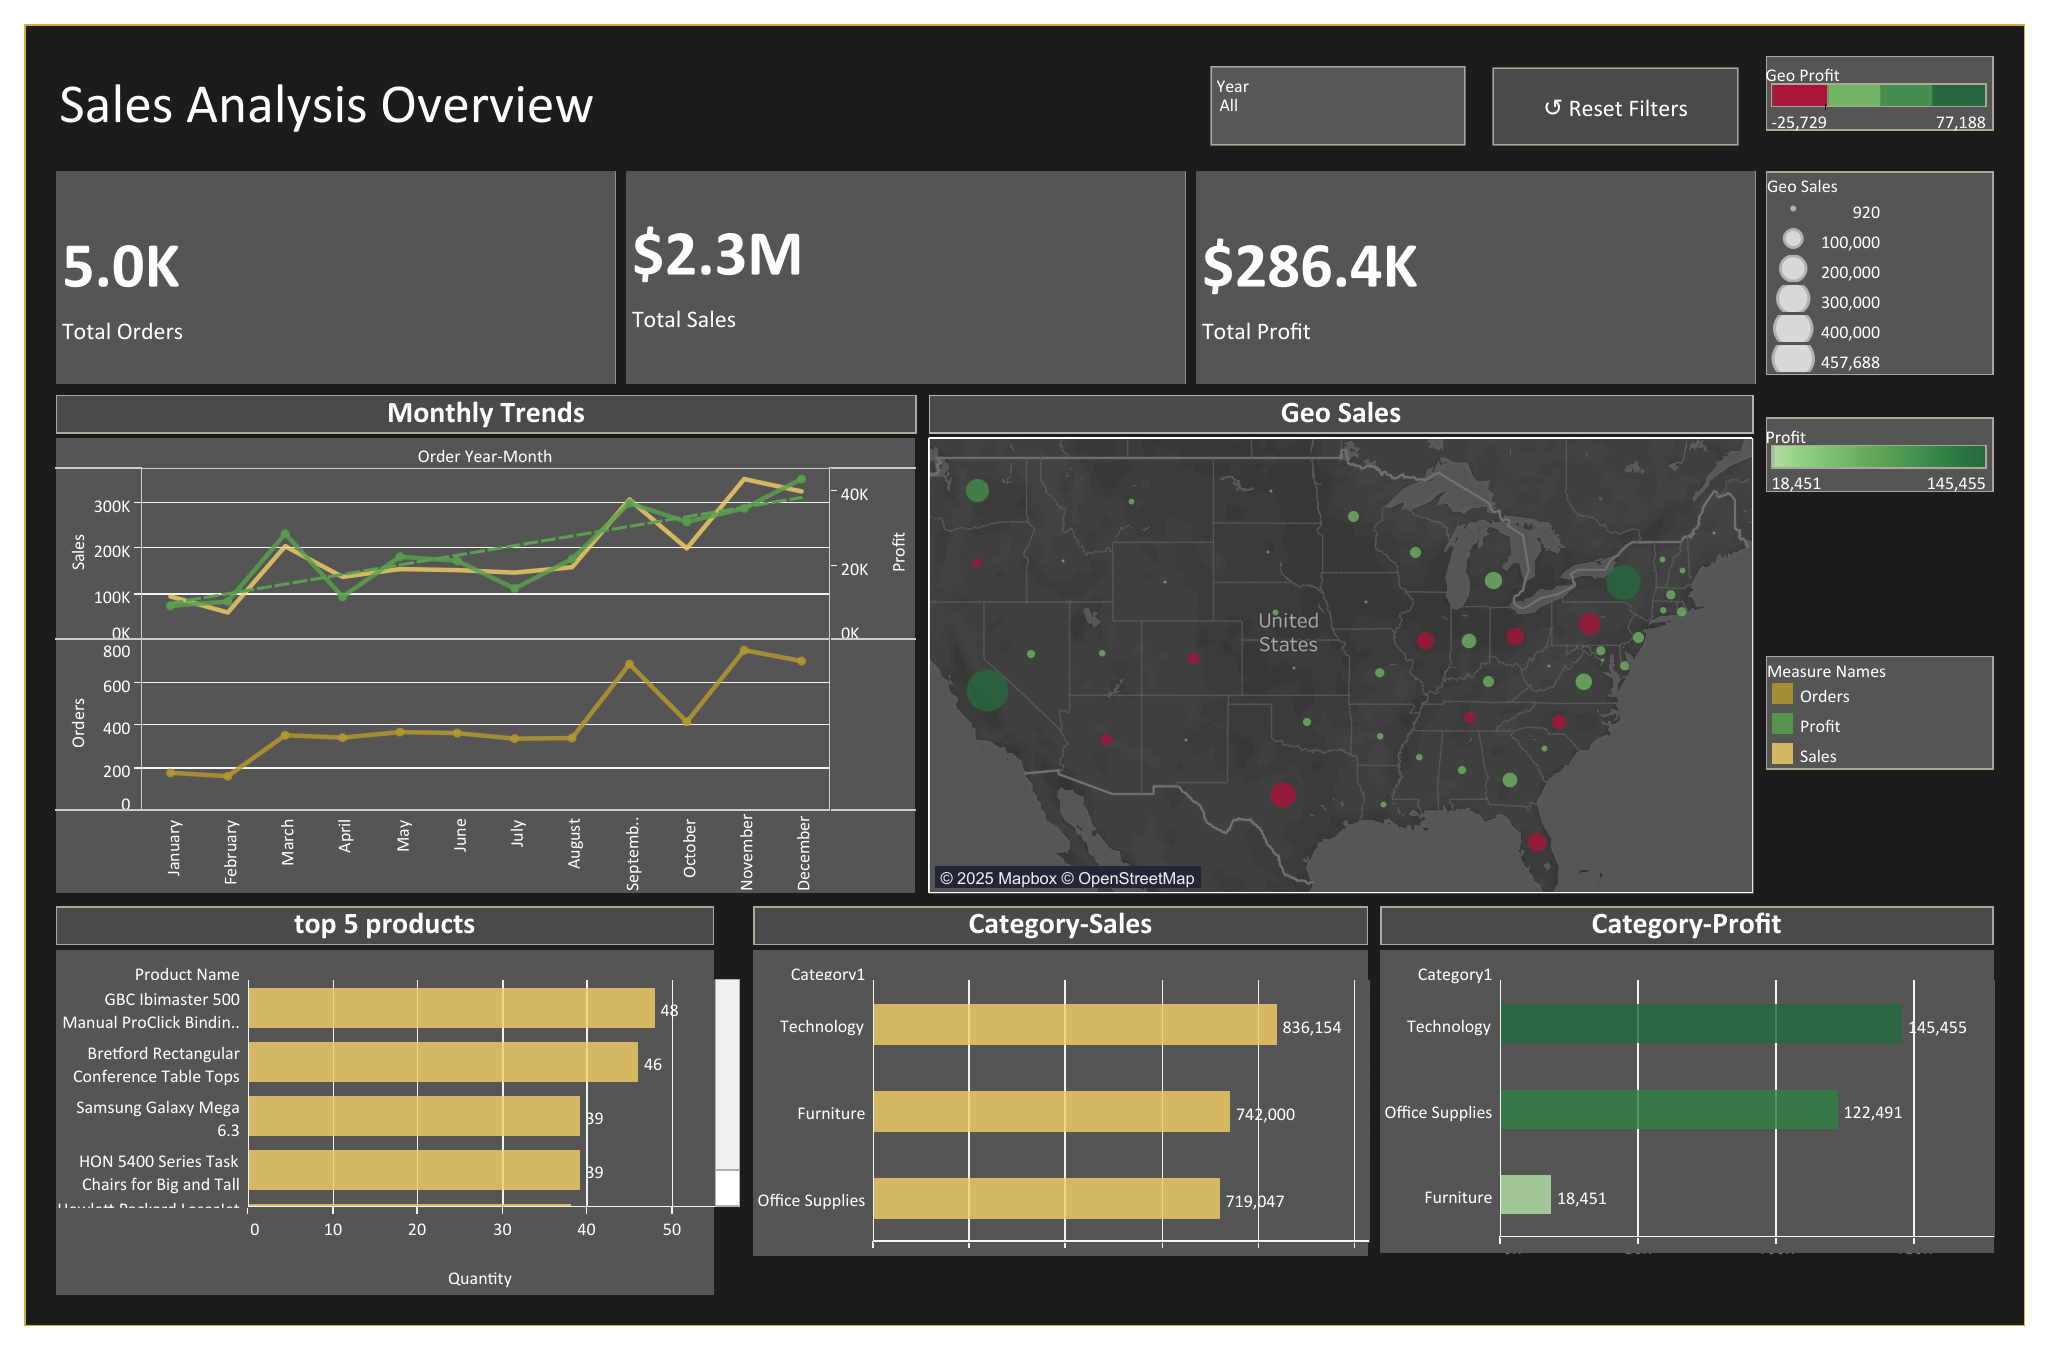 Sales Analysis Overview
Year
All
↺ Reset Filters
Geo Profit
-25,729 77,188
5.0K
Total Orders
$2.3M
Total Sales
$286.4K
Total Profit
Geo Sales
920
100,000
200,000
300,000
400,000
457,688
Monthly Trends
Order Year-Month
300K
200K
100K
0K
Sales
40K
20K
0K
Profit
800
600
400
200
0
Orders
January
February
March
April
May
June
July
August
Septemb..
October
November
December
Geo Sales
United
States
© 2025 Mapbox © OpenStreetMap
Profit
18,451 145,455
Measure Names
Orders
Profit
Sales
top 5 products
Product Name
GBC Ibimaster 500
Manual ProClick Bindin..
48
Bretford Rectangular
Conference Table Tops
46
Samsung Galaxy Mega
6.3
39
HON 5400 Series Task
Chairs for Big and Tall
39
Hewlett Packard LaserJet
0 10 20 30 40 50
Quantity
Category-Sales
Category1
Technology 836,154
Furniture 742,000
Office Supplies 719,047
Category-Profit
Category1
Technology 145,455
Office Supplies 122,491
Furniture 18,451